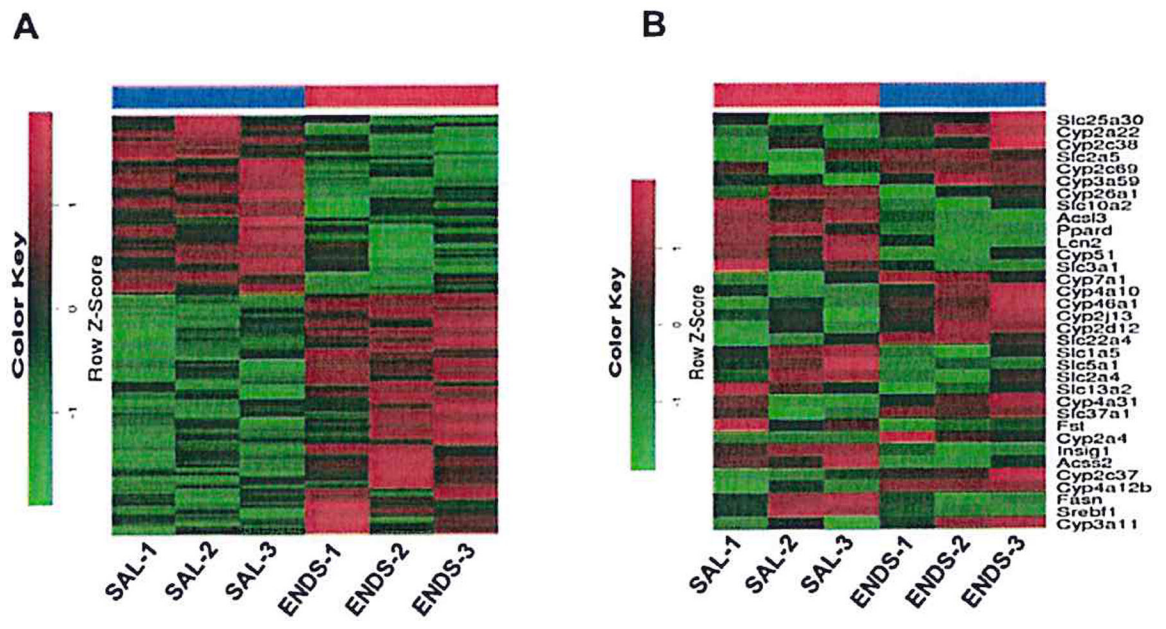 A
B
Color Key
Row Z-Score
1
0
-1
SAL-1
SAL-2
SAL-3
ENDS-1
ENDS-2
ENDS-3
Color Key
Row Z-Score
1
0
-1
Slc25a30
Cyp2a22
Cyp2c38
Slc2a5
Cyp2c69
Cyp3a59
Cyp26a1
Slc10a2
Acsl3
Ppard
Lcn2
Cyp51
Slc3a1
Cyp7a1
Cyp4a10
Cyp46a1
Cyp2j13
Cyp2d12
Slc22a4
Slc1a5
Slc5a1
Slc2a4
Slc13a2
Cyp4a31
Slc37a1
Fst
Cyp2a4
Insig1
Acss2
Cyp2c37
Cyp4a12b
Fasn
Srebf1
Cyp3a11
SAL-1
SAL-2
SAL-3
ENDS-1
ENDS-2
ENDS-3